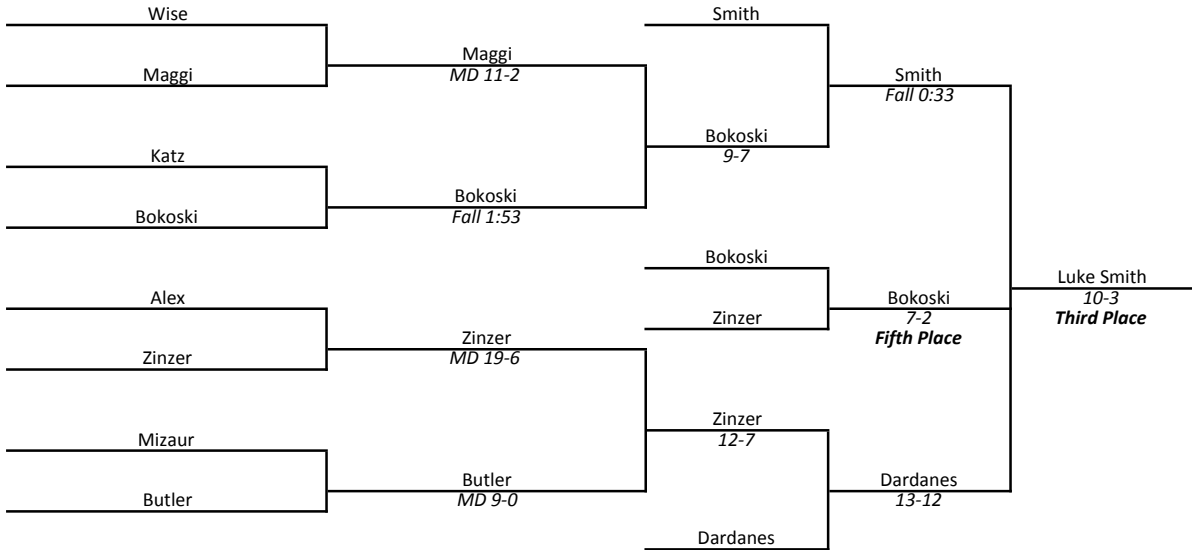 Wise
Smith
Maggi
MD 11-2
Maggi
Smith
Fall 0:33
Katz
Bokoski
9-7
Bokoski
Fall 1:53
Bokoski
Bokoski
Alex
Zinzer
Bokoski
7-2
Fifth Place
Luke Smith
10-3
Third Place
Zinzer
MD 19-6
Zinzer
Mizaur
Zinzer
12-7
Butler
MD 9-0
Butler
Dardanes
13-12
Dardanes